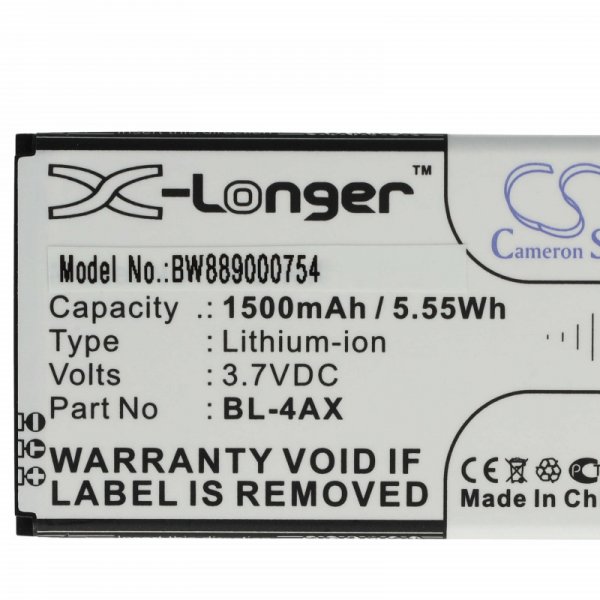 X-Longer™
Cameron S
Model No.:BW889000754
Capacity .: 1500mAh / 5.55Wh
Type : Lithium-ion
Volts : 3.7VDC
Part No. : BL-4AX
WARRANTY VOID IF
LABEL IS REMOVED
Made In Ch